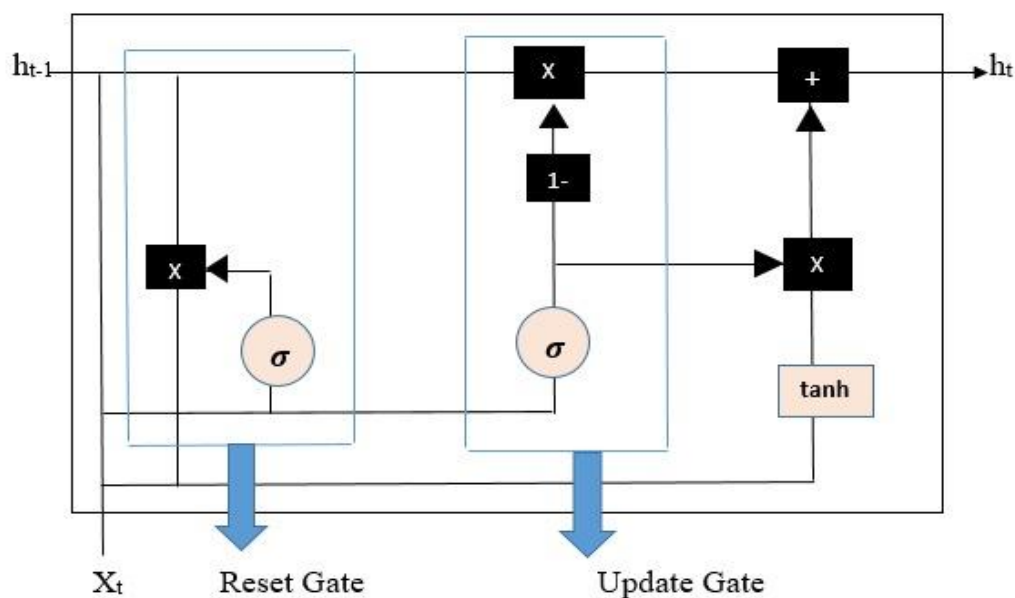 hₜ₋₁
X
+
hₜ
1-
X
X
σ
σ
tanh
Xₜ
Reset Gate
Update Gate